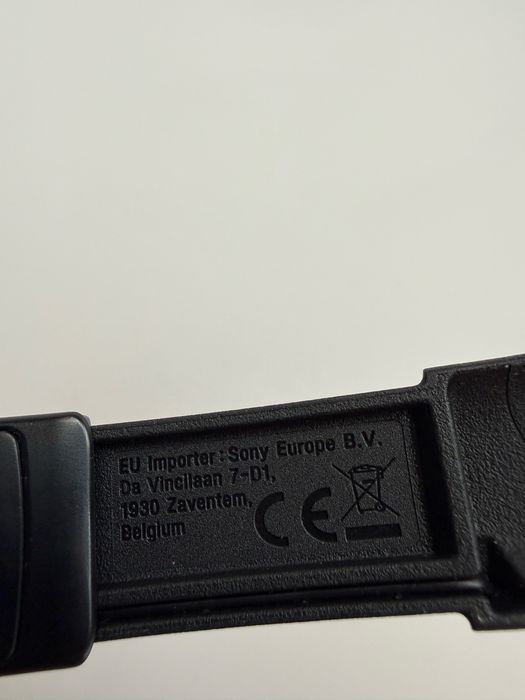 EU Importer: Sony Europe B.V.
Da Vincilaan 7-D1,
1930 Zaventem,
Belgium
CE